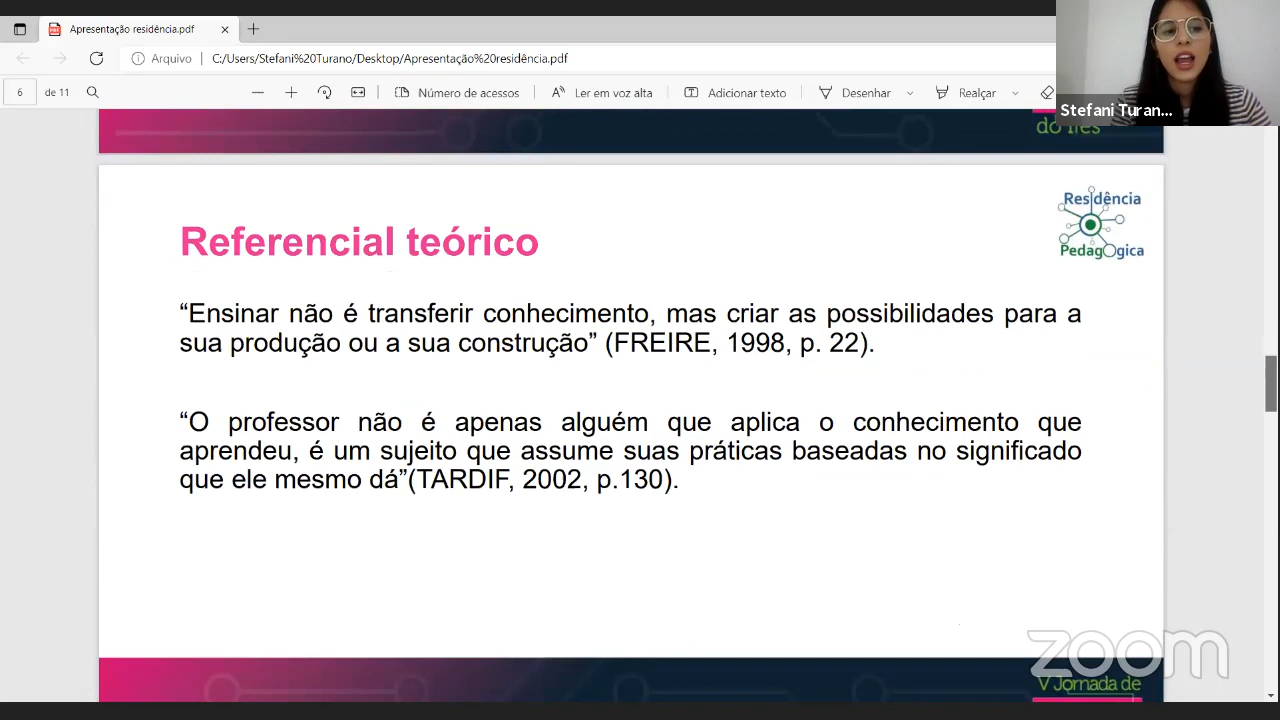 Apresentação residência.pdf
Arquivo
C:/Users/Stefani%20Turano/Desktop/Apresentação%20residência.pdf
6 de 11
Número de acessos
Ler em voz alta
Adicionar texto
Desenhar
Realçar
Stefani Turan...
do Ifes
Residência
Pedagógica
Referencial teórico
“Ensinar não é transferir conhecimento, mas criar as possibilidades para a
sua produção ou a sua construção” (FREIRE, 1998, p. 22).
“O professor não é apenas alguém que aplica o conhecimento que
aprendeu, é um sujeito que assume suas práticas baseadas no significado
que ele mesmo dá”(TARDIF, 2002, p.130).
zoom
V Jornada de